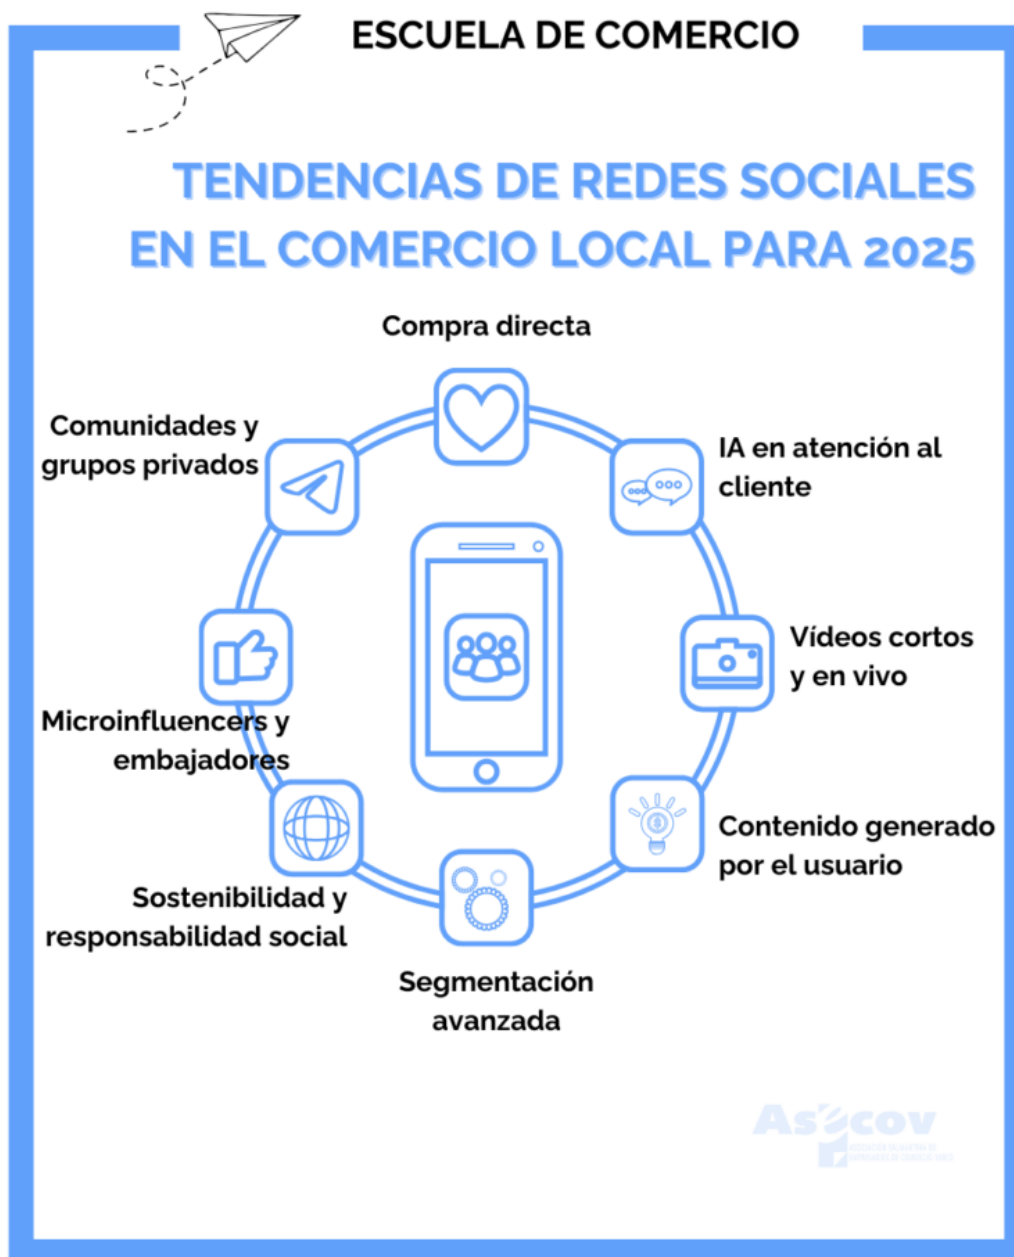 ESCUELA DE COMERCIO
TENDENCIAS DE REDES SOCIALES
EN EL COMERCIO LOCAL PARA 2025
Compra directa
IA en atención al
cliente
Vídeos cortos
y en vivo
Contenido generado
por el usuario
Segmentación
avanzada
Sostenibilidad y
responsabilidad social
Microinfluencers y
embajadores
Comunidades y
grupos privados
Asecov